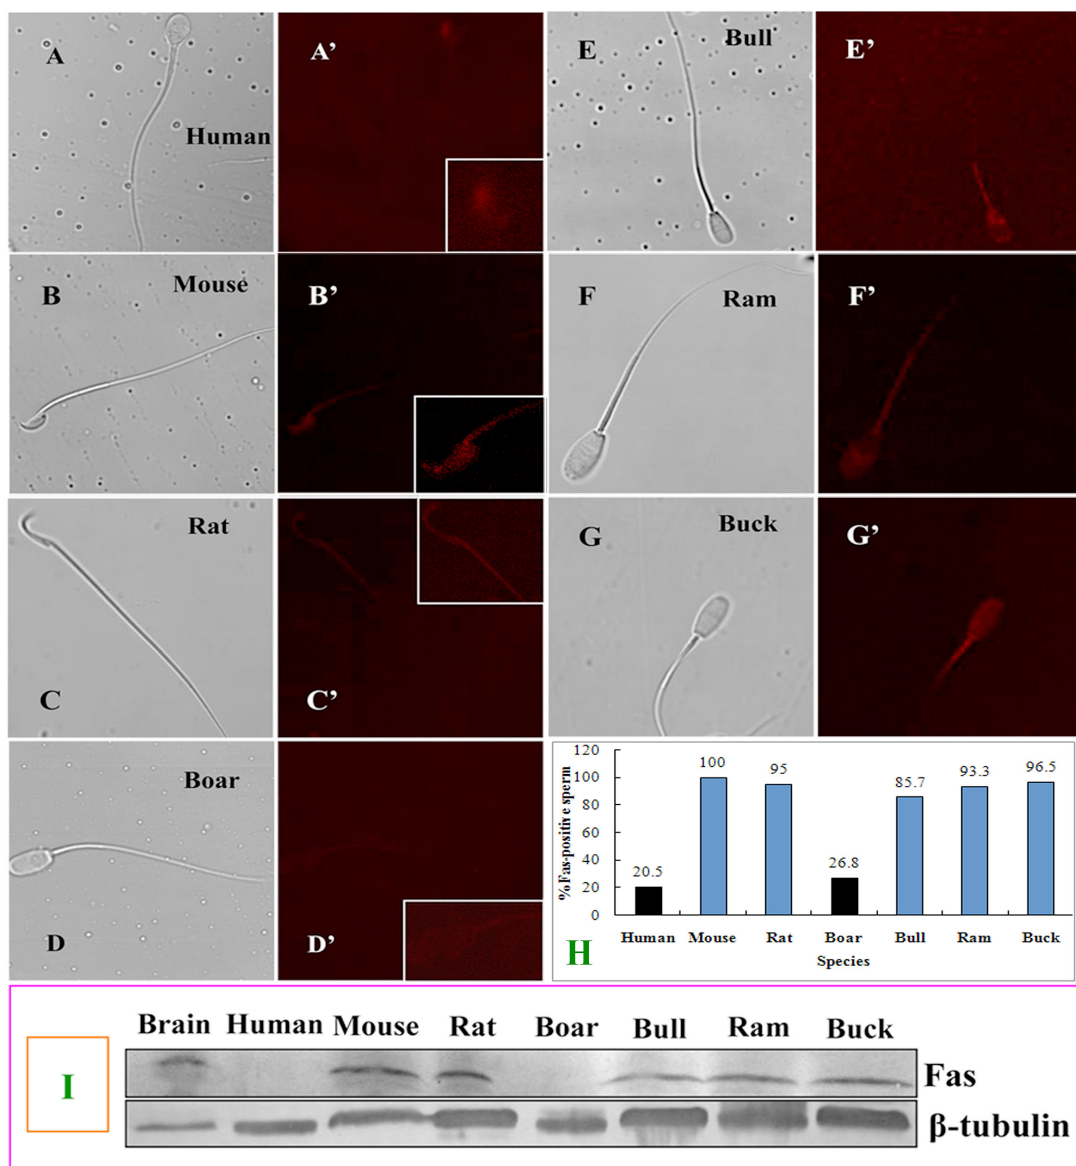 A
Human
A’
E
Bull
E’
B
Mouse
B’
F
Ram
F’
Rat
C
C’
G
Buck
G’
Boar
D
D’
%Fas-positive sperm
120
100
80
60
40
20
0
20.5
100
95
26.8
85.7
93.3
96.5
Human Mouse Rat Boar Bull Ram Buck
Species
H
I
Brain Human Mouse Rat Boar Bull Ram Buck
Fas
β-tubulin